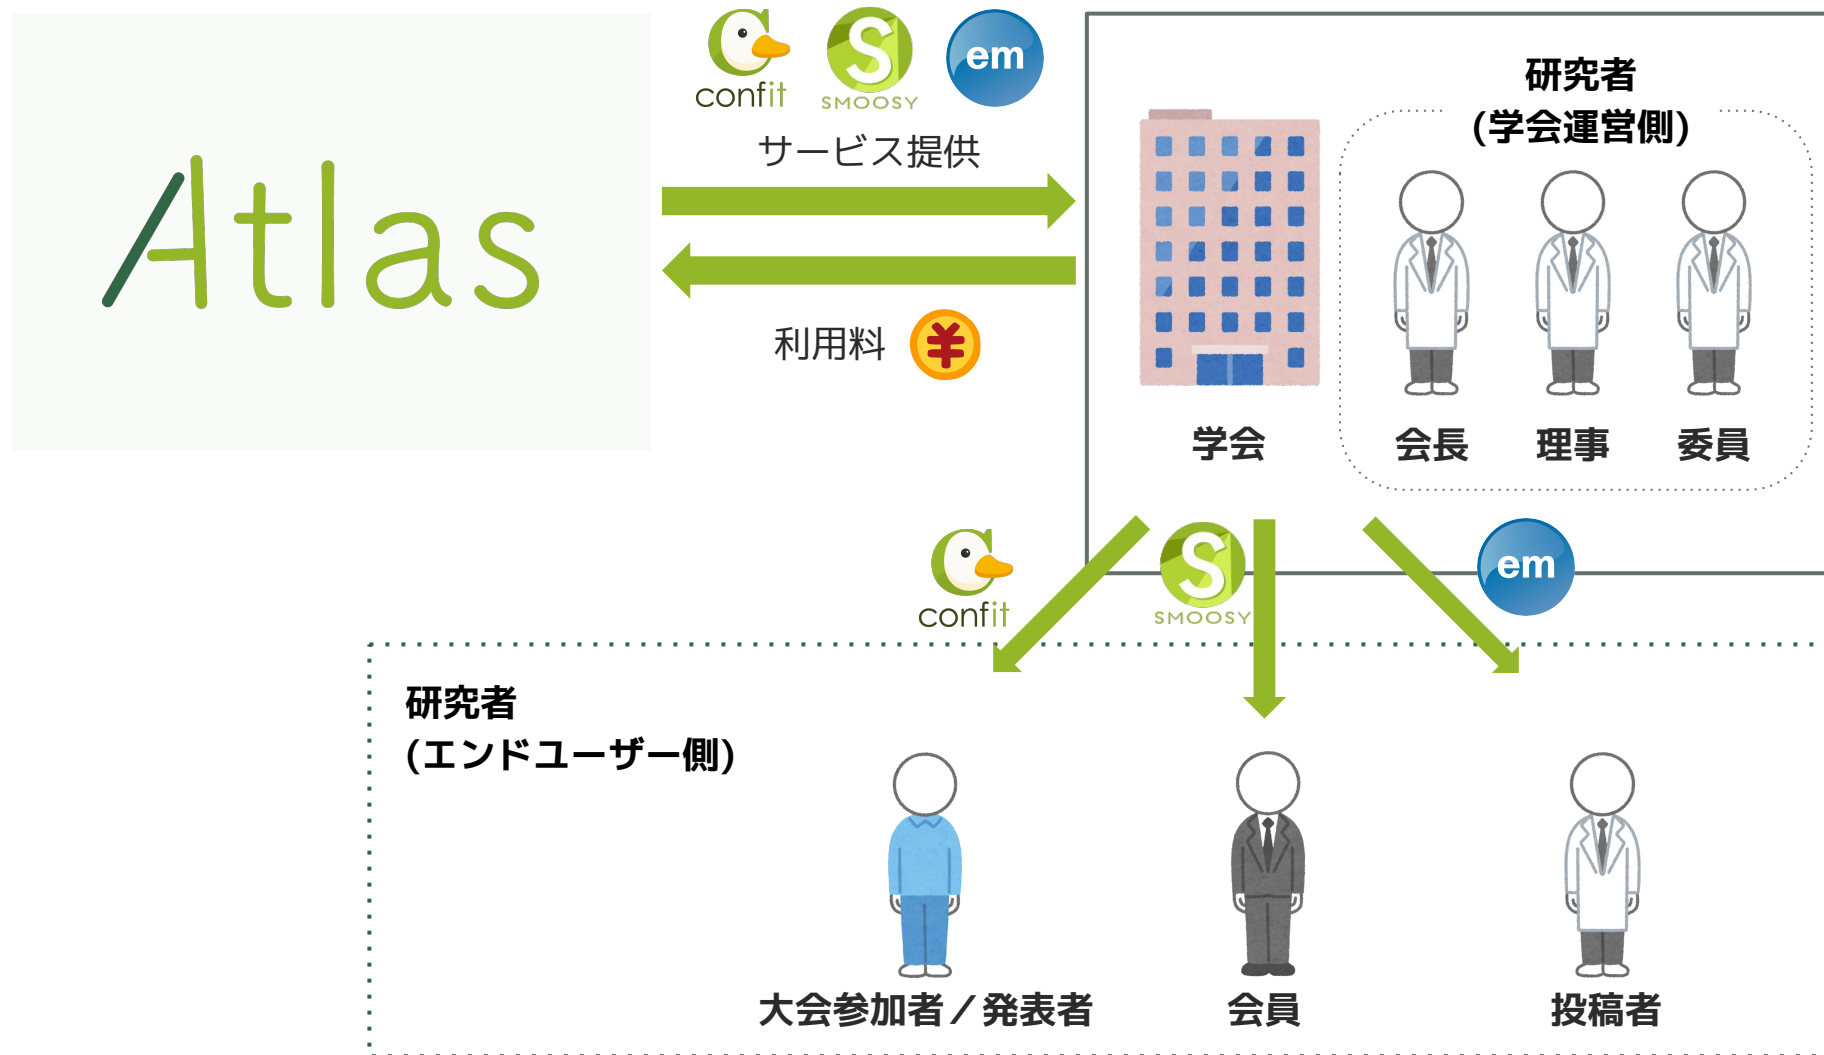 Atlas
confit
S
SMOOSY
em
サービス提供
利用料
研究者
(学会運営側)
学会
会長
理事
委員
confit
S
SMOOSY
em
研究者
(エンドユーザー側)
大会参加者／発表者
会員
投稿者